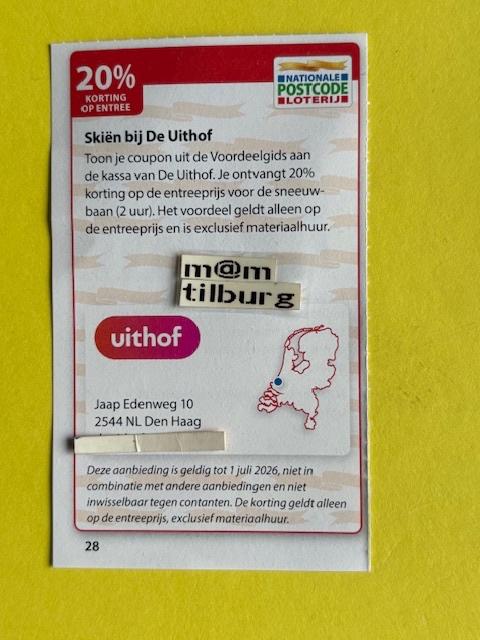 20%
KORTING
OP ENTREE
NATIONALE
POSTCODE
LOTERIJ
Skiën bij De Uithof
Toon je coupon uit de Voordeelgids aan
de kassa van De Uithof. Je ontvangt 20%
korting op de entreeprijs voor de sneeuw-
baan (2 uur). Het voordeel geldt alleen op
de entreeprijs en is exclusief materiaalhuur.
m@m
tilburg
uithof
Jaap Edenweg 10
2544 NL Den Haag
Deze aanbieding is geldig tot 1 juli 2026, niet in
combinatie met andere aanbiedingen en niet
inwisselbaar tegen contanten. De korting geldt alleen
op de entreeprijs, exclusief materiaalhuur.
28